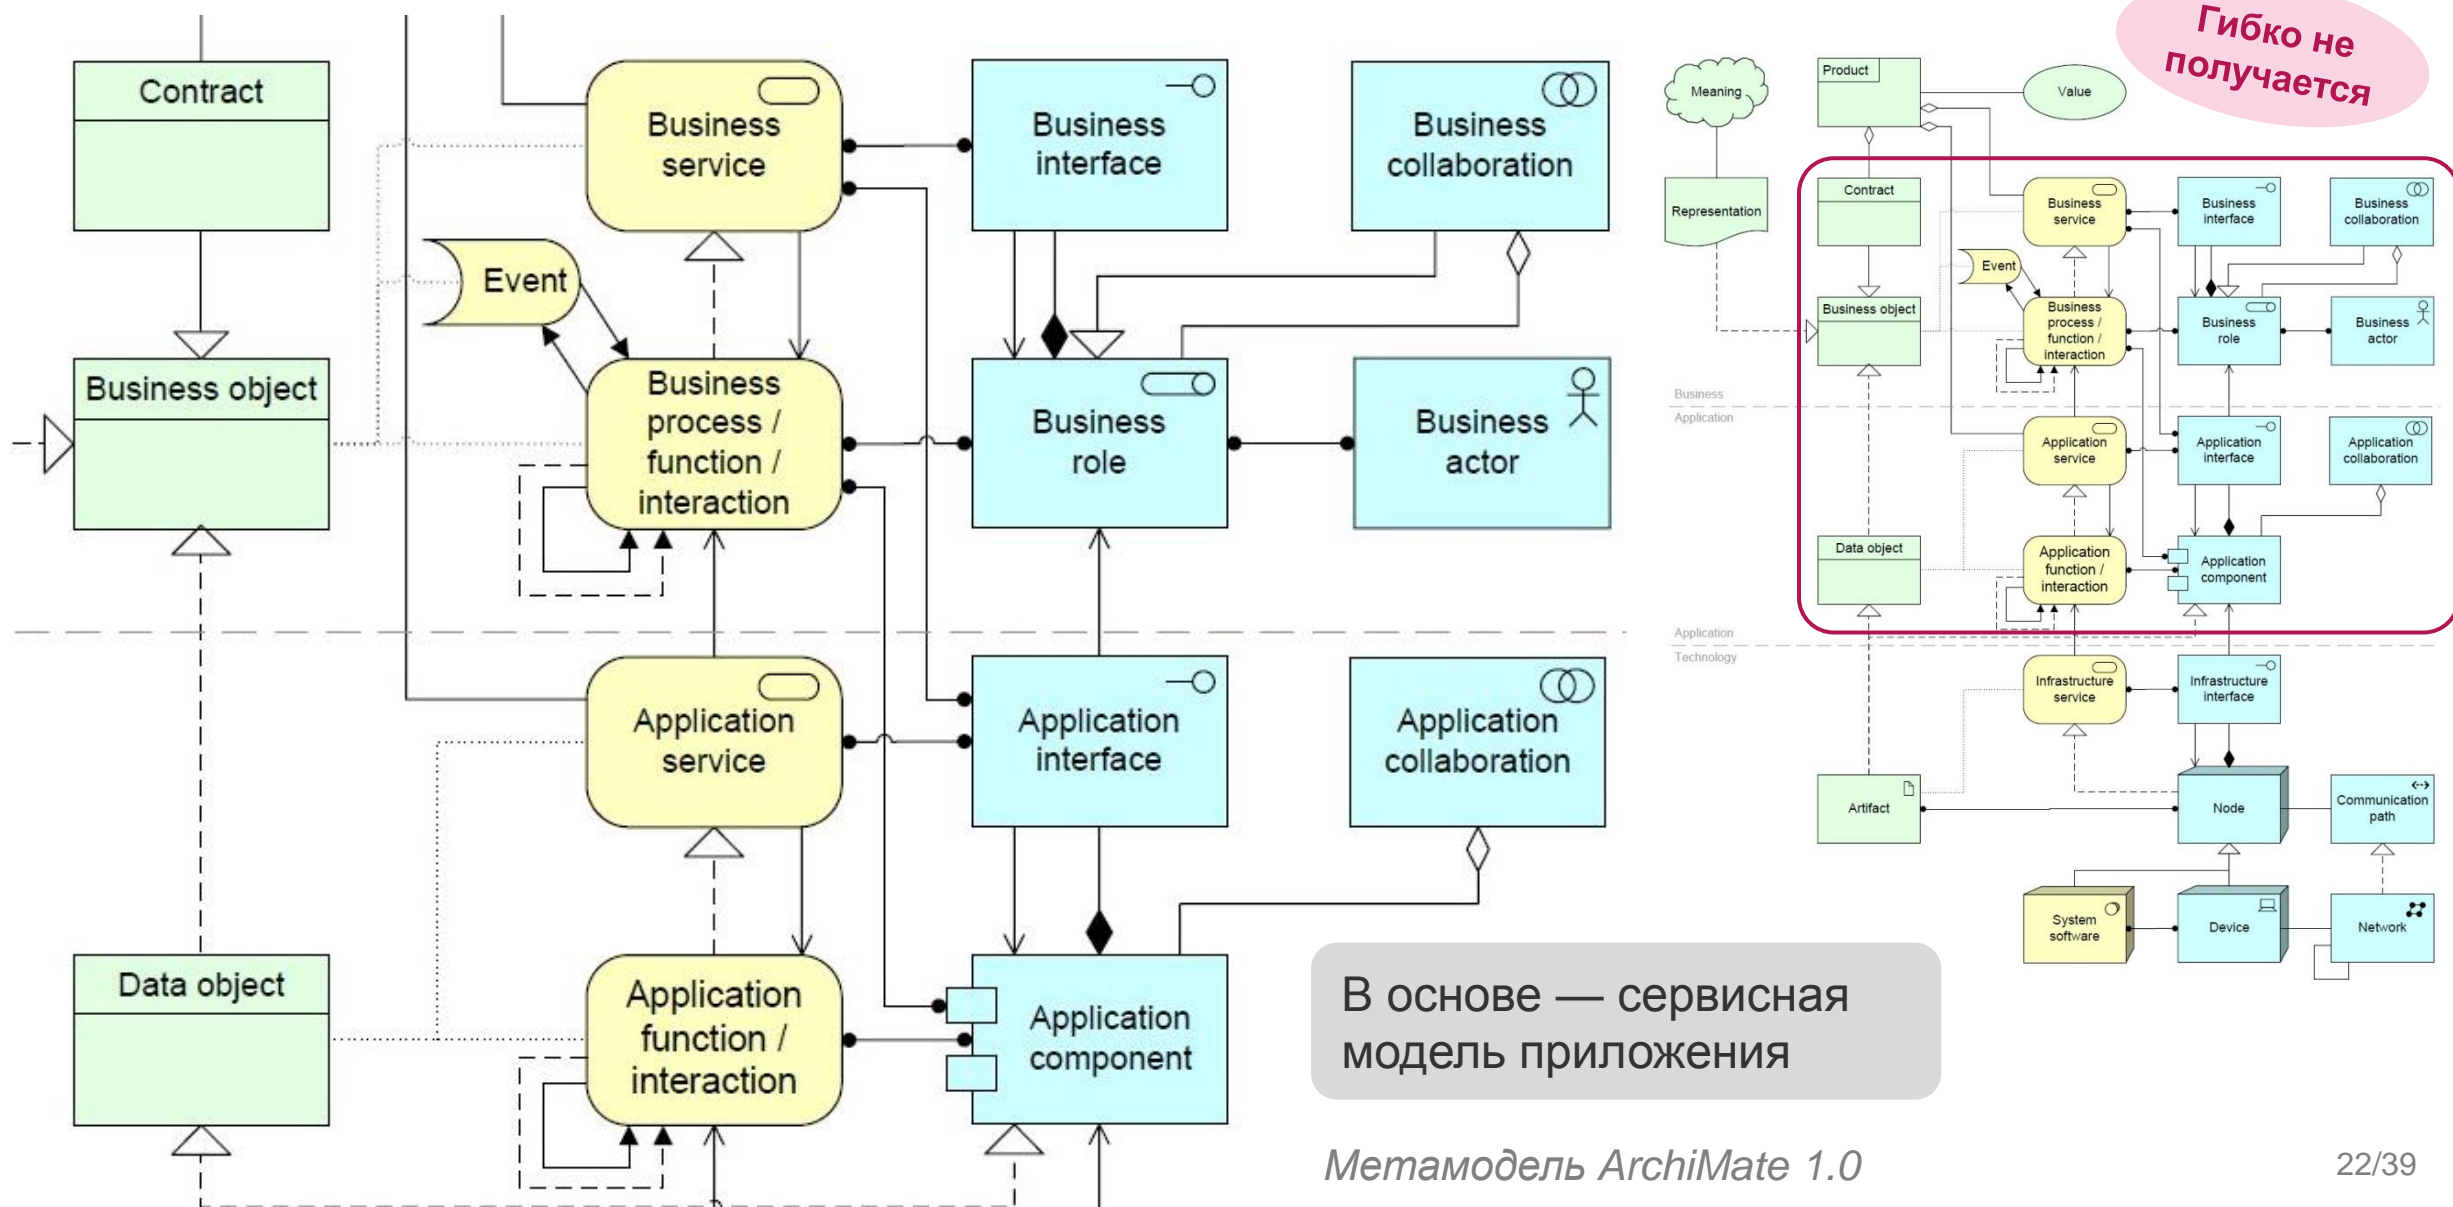 Contract
Business
service
Business
interface
Business
collaboration
Event
Business object
Business
process /
function /
interaction
Business
role
Business
actor
Application
service
Application
interface
Application
collaboration
Data object
Application
function /
interaction
Application
component
Гибко не
получается
Meaning
Product
Value
Representation
Contract
Business
service
Business
interface
Business
collaboration
Event
Business object
Business
process /
function /
interaction
Business
role
Business
actor
Business
Application
Application
service
Application
interface
Application
collaboration
Data object
Application
function /
interaction
Application
component
Application
Technology
Infrastructure
service
Infrastructure
interface
Artifact
Node
Communication
path
System
software
Device
Network
В основе — сервисная
модель приложения
Метамодель ArchiMate 1.0
22/39